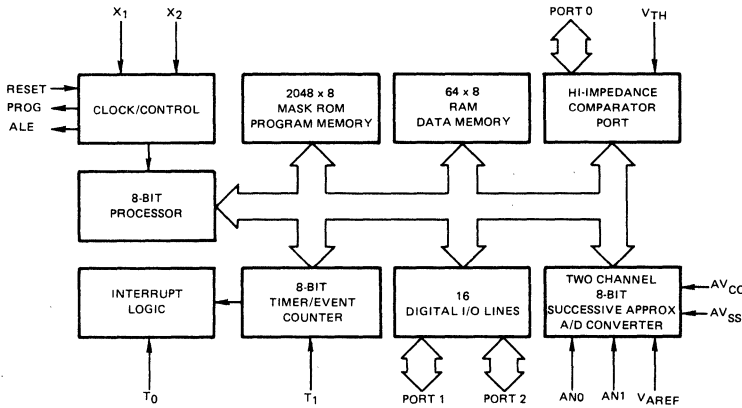 X1
X2
PORT 0
VTH
RESET
PROG
ALE
CLOCK/CONTROL
2048 x 8
MASK ROM
PROGRAM MEMORY
64 x 8
RAM
DATA MEMORY
HI-IMPEDANCE
COMPARATOR
PORT
8-BIT
PROCESSOR
INTERRUPT
LOGIC
8-BIT
TIMER/EVENT
COUNTER
16
DIGITAL I/O LINES
TWO CHANNEL
8-BIT
SUCCESSIVE APPROX
A/D CONVERTER
AVCC
AVSS
T0
T1
PORT 1
PORT 2
AN0
AN1
VAREF